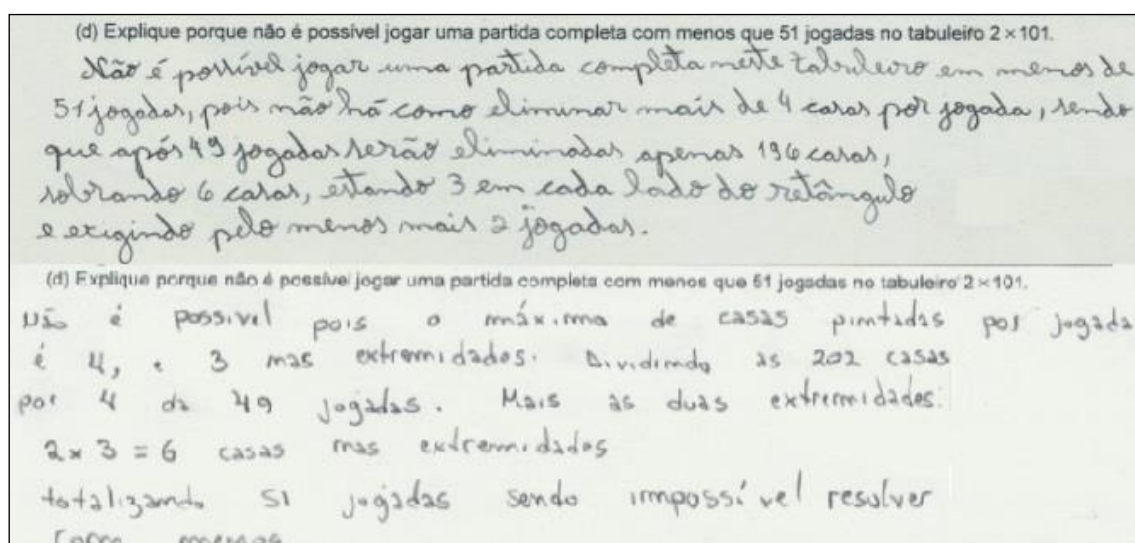 (d) Explique porque não é possível jogar uma partida completa com menos que 51 jogadas no tabuleiro 2×101.
Não é possível jogar uma partida completa neste tabuleiro em menos de
51 jogadas, pois não há como eliminar mais de 4 casas por jogada, sendo
que após 49 jogadas serão eliminadas apenas 196 casas,
sobrando 6 casas, estando 3 em cada lado do retângulo
e exigindo pelo menos mais 2 jogadas.
(d) Explique porque não é possível jogar uma partida completa com menos que 51 jogadas no tabuleiro 2×101.
Não é possivel pois o máximo de casas pintadas por jogada
é 4, e 3 nas extremidades. Dividindo as 202 casas
por 4 da 49 jogadas. Mais as duas extremidades.
2x3=6 casas nas extremidades
totalizando 51 jogadas sendo impossível resolver
com menos